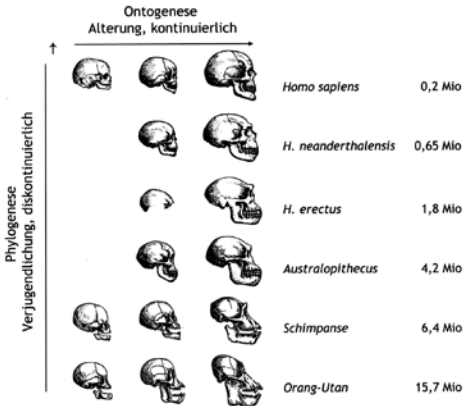 Ontogenese
Alterung, kontinuierlich
Phylogenese
Verjugendlichung, diskontinuierlich
Homo sapiens 0,2 Mio
H. neanderthalensis 0,65 Mio
H. erectus 1,8 Mio
Australopithecus 4,2 Mio
Schimpanse 6,4 Mio
Orang-Utan 15,7 Mio